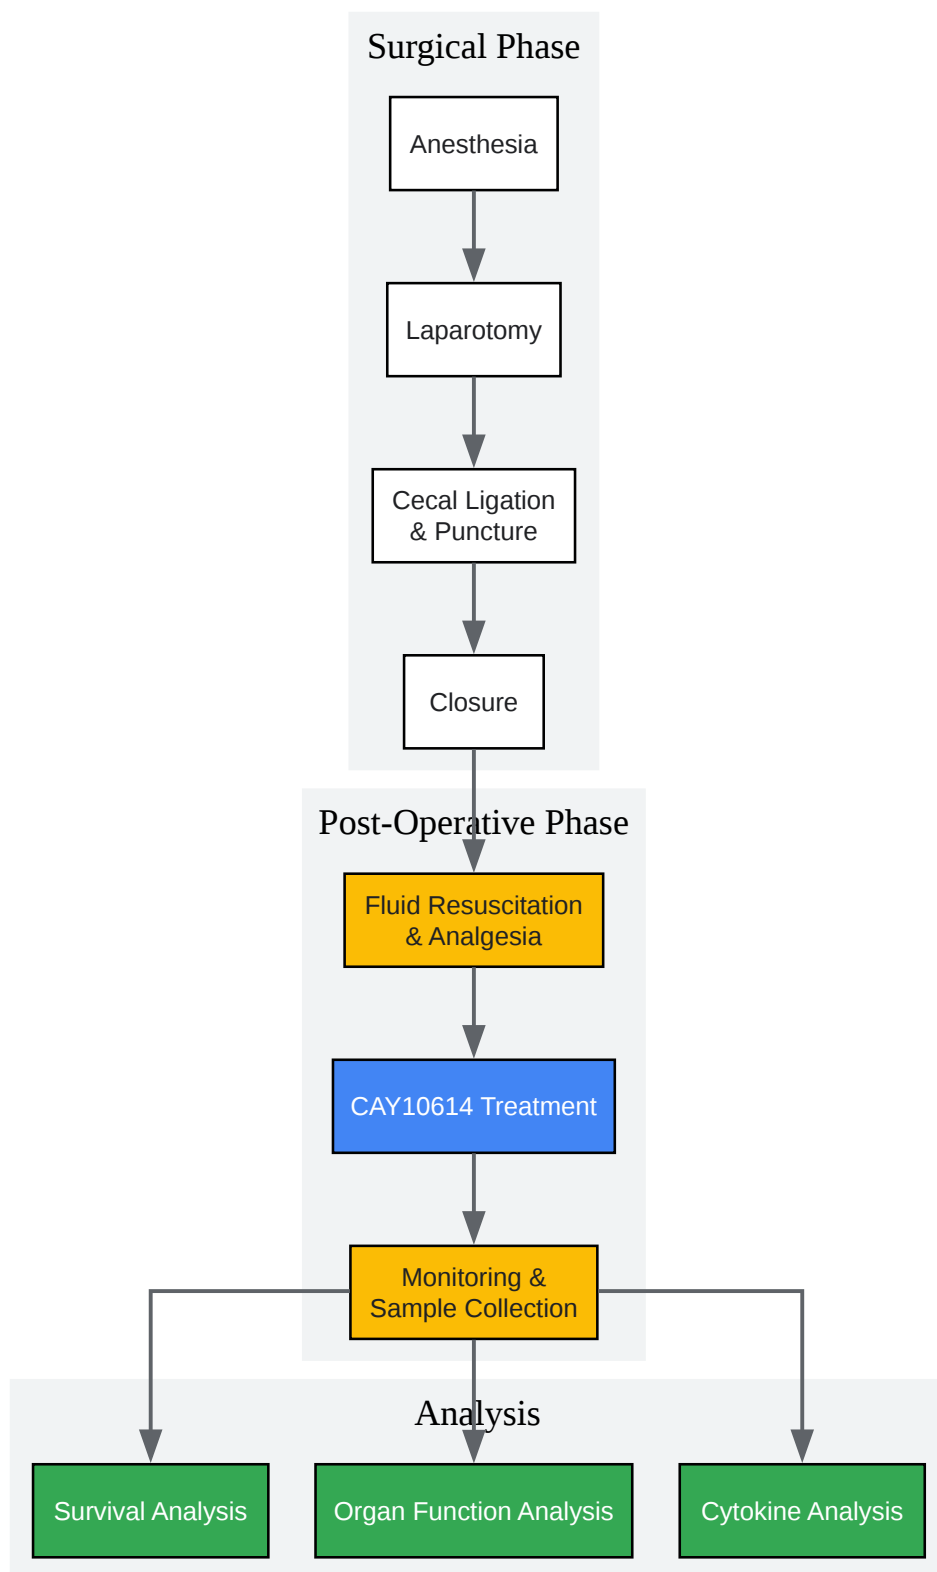 Surgical Phase
Anesthesia
Laparotomy
Cecal Ligation
& Puncture
Closure
Post-Operative Phase
Fluid Resuscitation
& Analgesia
CAY10614 Treatment
Monitoring &
Sample Collection
Analysis
Survival Analysis
Organ Function Analysis
Cytokine Analysis